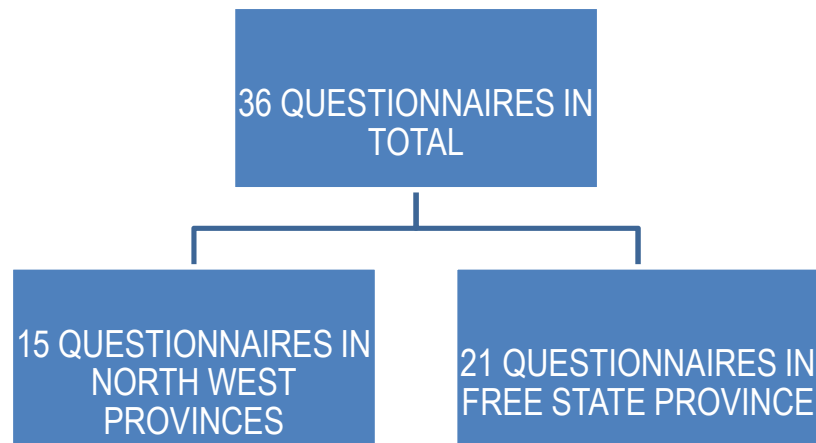 36 QUESTIONNAIRES IN
TOTAL
15 QUESTIONNAIRES IN
NORTH WEST
PROVINCES
21 QUESTIONNAIRES IN
FREE STATE PROVINCE